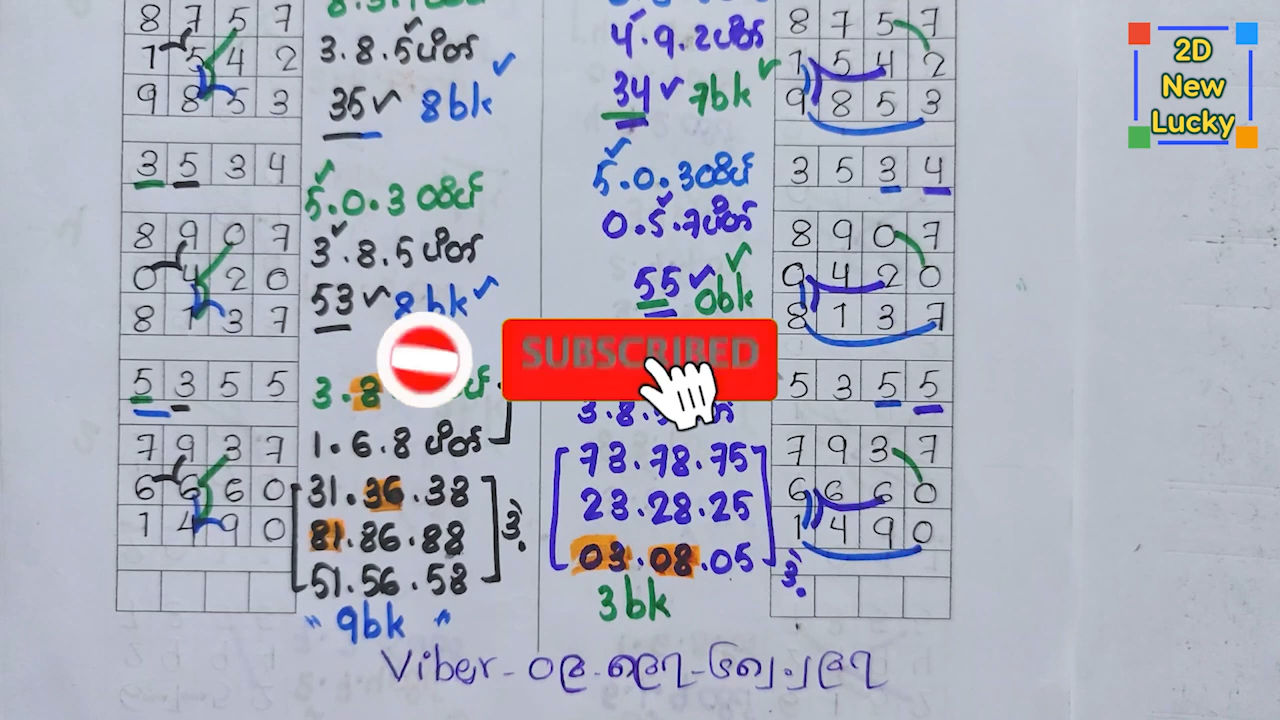 8 7 5 7
1 5 4 2
9 8 5 3
3 5 3 4
8 9 0 7
0 4 2 0
8 1 3 7
5 3 5 5
7 9 3 7
6 6 6 0
1 4 9 0
3.8.5 ပိတ်
35 ✓ 8bk ✓
5.0.3 ထိပ်
3.8.5 ပိတ်
53 ✓ 8bk ✓
3.8
1.6.8 ပိတ်
31.36.38
81.86.88
51.56.58
"9bk"
4.9.2 ပိတ်
34 ✓ 7bk ✓
5.0.3 ထိပ်
0.5.7 ပိတ်
55 ✓ 0bk ✓
SUBSCRIBED
3.8.
73.78.75
23.28.25
03.08.05
3bk
8 7 5 7
1 5 4 2
9 8 5 3
3 5 3 4
8 9 0 7
0 4 2 0
8 1 3 7
5 3 5 5
7 9 3 7
6 6 6 0
1 4 9 0
Viber-
2D
New
Lucky